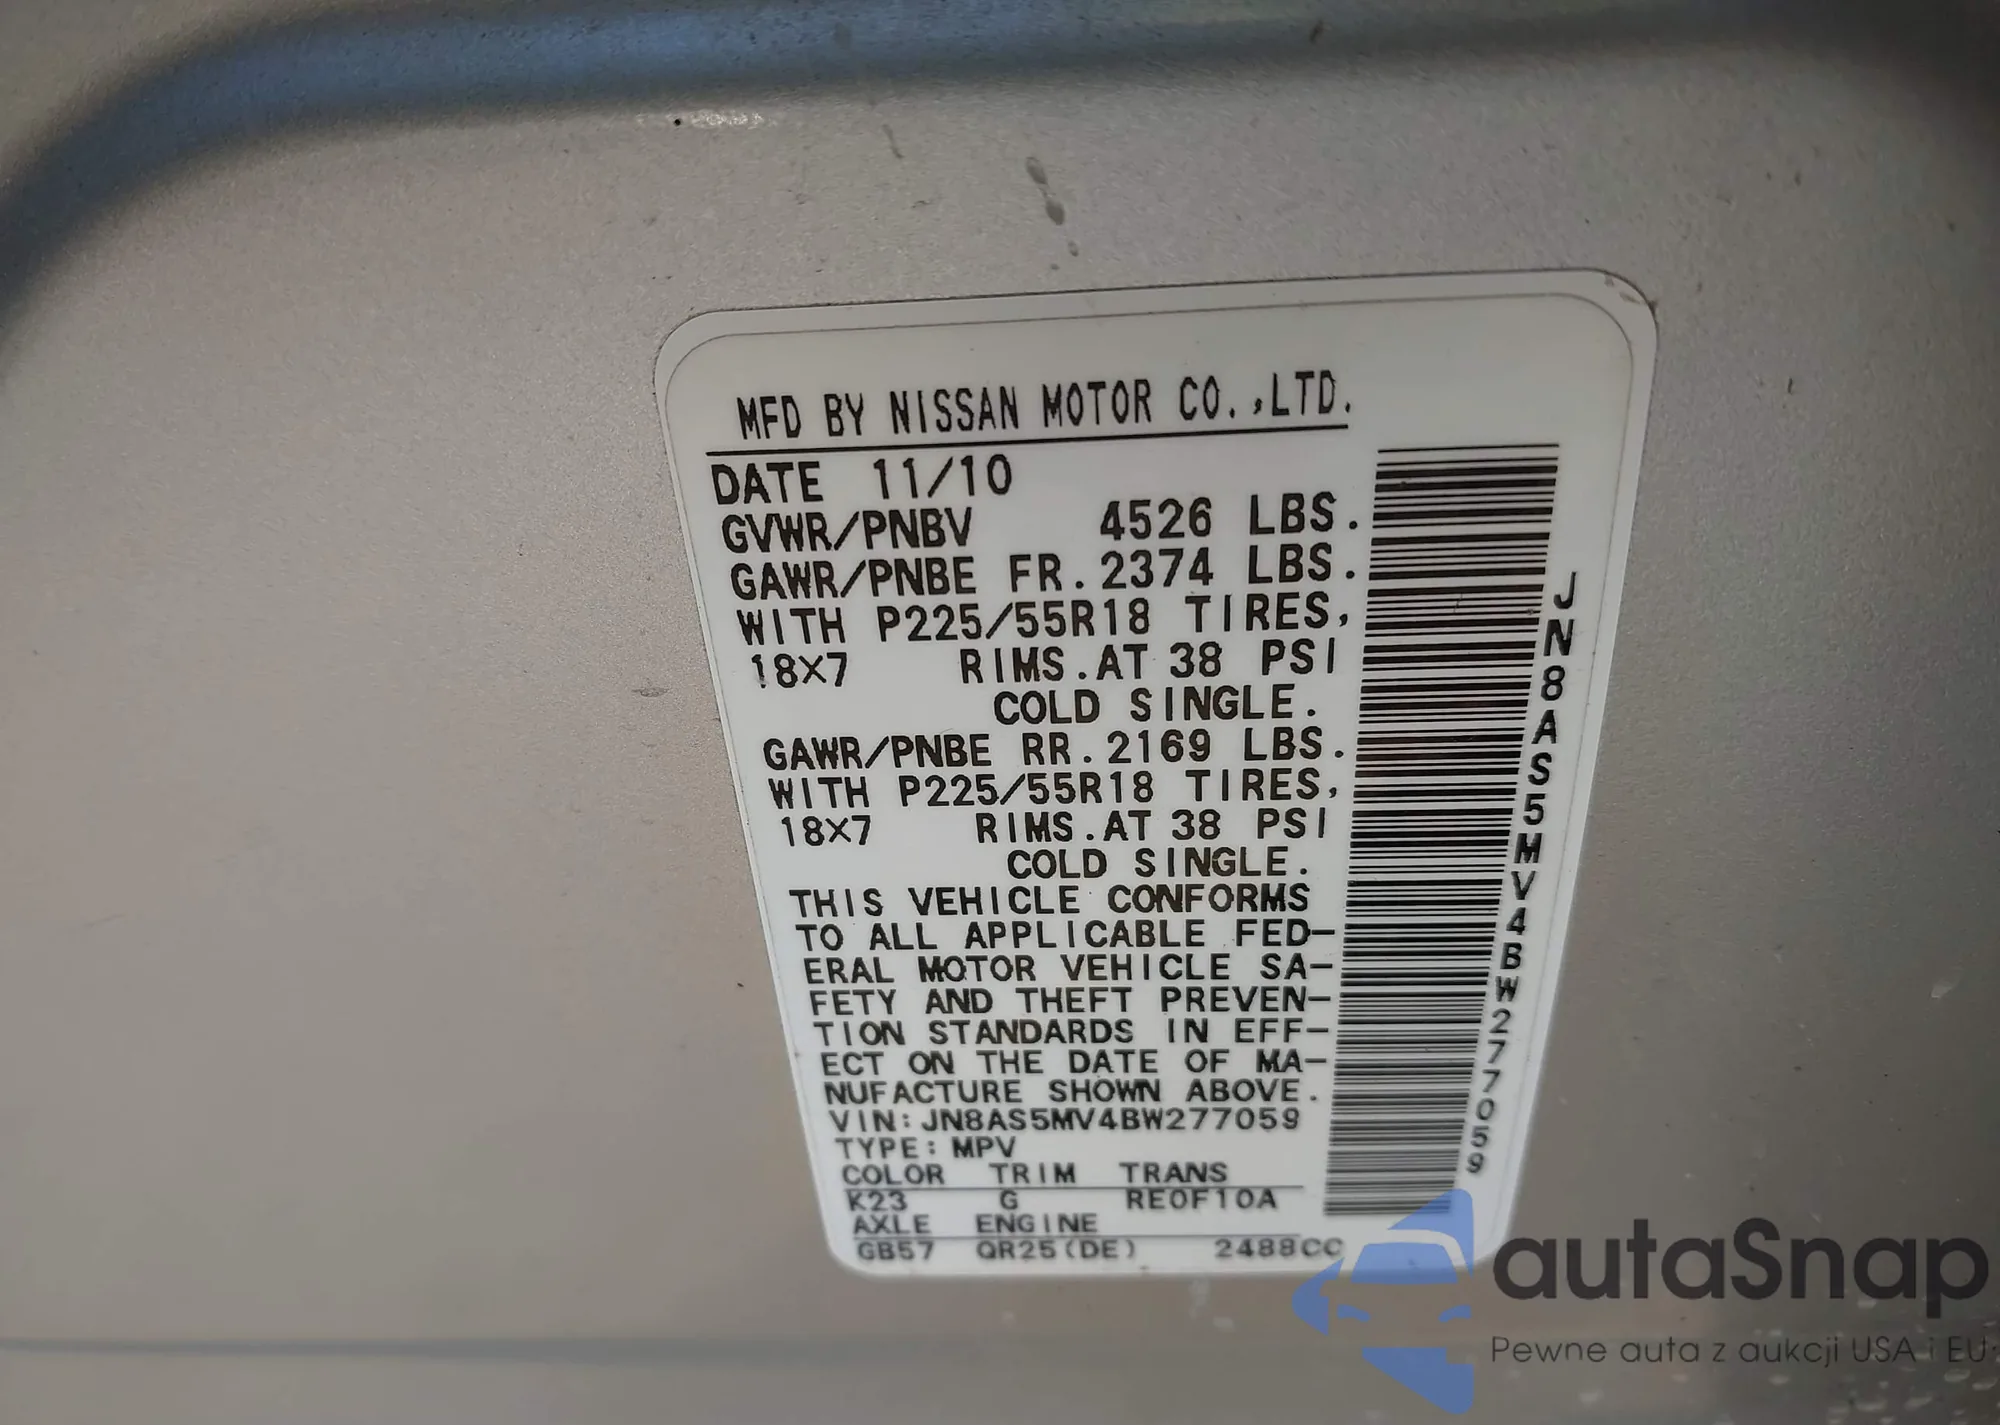 MFD BY NISSAN MOTOR CO.,LTD.
DATE 11/10
GVWR/PNBV 4526 LBS.
GAWR/PNBE FR.2374 LBS.
WITH P225/55R18 TIRES,
18X7 RIMS.AT 38 PSI
COLD SINGLE.
GAWR/PNBE RR.2169 LBS.
WITH P225/55R18 TIRES,
18X7 RIMS.AT 38 PSI
COLD SINGLE.
THIS VEHICLE CONFORMS
TO ALL APPLICABLE FED-
ERAL MOTOR VEHICLE SA-
FETY AND THEFT PREVEN-
TION STANDARDS IN EFF-
ECT ON THE DATE OF MA-
NUFACTURE SHOWN ABOVE.
VIN:JN8AS5MV4BW277059
TYPE:MPV
COLOR TRIM TRANS
K23 G RE0F10A
AXLE ENGINE
GB57 QR25(DE) 2488CC
JN8AS5MV4BW277059
autaSnap
Pewne auta z aukcji USA i EU